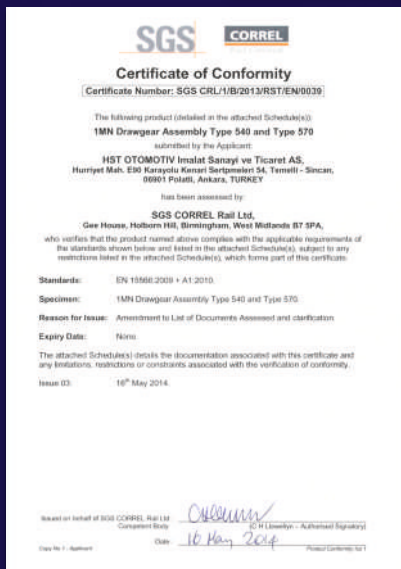 SGS
CORREL
Certificate of Conformity
Certificate Number: SGS CRL/1/B/2013/RST/EN/0039
The following product (detailed in the attached Schedule(s)):
1MN Drawgear Assembly Type 540 and Type 570
submitted by the Applicant:
HST OTOMOTIV Imalat Sanayi ve Ticaret AS,
Hurriyet Mah. E90 Karayolu Kenari Sertpmeleri 54, Temelli - Sincan,
06901 Polatli, Ankara, TURKEY
has been assessed by
SGS CORREL Rail Ltd,
Gee House, Holborn Hill, Birmingham, West Midlands B7 5PA,
who verifies that the product named above complies with the applicable requirements of
the standards shown below and listed in the attached Schedule(s), subject to any
restrictions listed in the attached Schedule(s), which forms part of this certificate.
Standards: EN 15566:2009 + A1:2010.
Specimen: 1MN Drawgear Assembly Type 540 and Type 570.
Reason for Issue: Amendment to List of Documents Assessed and clarification.
Expiry Date: None.
The attached Schedule(s) details the documentation associated with this certificate and
any limitations, restrictions or constraints associated with the verification of conformity.
Issue 03: 16th May 2014.
Issued on behalf of SGS CORREL Rail Ltd
Competent Body
(C H Llewellyn - Authorised Signatory)
Date 16 May 2014
Copy No 1 - Applicant
Product Conformity Iss 1